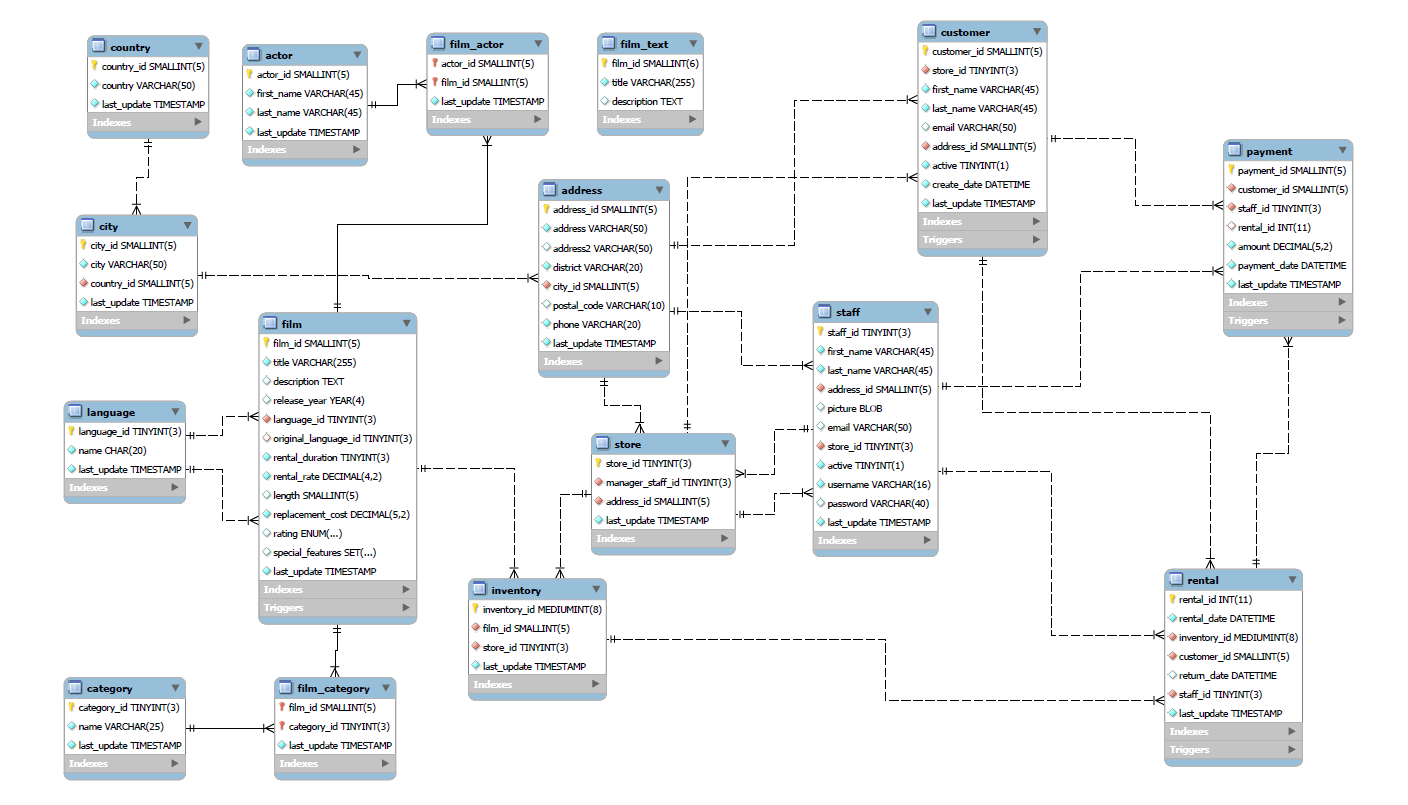 country
country_id SMALLINT(5)
country VARCHAR(50)
last_update TIMESTAMP
Indexes
actor
actor_id SMALLINT(5)
first_name VARCHAR(45)
last_name VARCHAR(45)
last_update TIMESTAMP
Indexes
film_actor
actor_id SMALLINT(5)
film_id SMALLINT(5)
last_update TIMESTAMP
Indexes
film_text
film_id SMALLINT(6)
title VARCHAR(255)
description TEXT
Indexes
customer
customer_id SMALLINT(5)
store_id TINYINT(3)
first_name VARCHAR(45)
last_name VARCHAR(45)
email VARCHAR(50)
address_id SMALLINT(5)
active TINYINT(1)
create_date DATETIME
last_update TIMESTAMP
Indexes
Triggers
payment
payment_id SMALLINT(5)
customer_id SMALLINT(5)
staff_id TINYINT(3)
rental_id INT(11)
amount DECIMAL(5,2)
payment_date DATETIME
last_update TIMESTAMP
Indexes
Triggers
city
city_id SMALLINT(5)
city VARCHAR(50)
country_id SMALLINT(5)
last_update TIMESTAMP
Indexes
address
address_id SMALLINT(5)
address VARCHAR(50)
address2 VARCHAR(50)
district VARCHAR(20)
city_id SMALLINT(5)
postal_code VARCHAR(10)
phone VARCHAR(20)
last_update TIMESTAMP
Indexes
film
film_id SMALLINT(5)
title VARCHAR(255)
description TEXT
release_year YEAR(4)
language_id TINYINT(3)
original_language_id TINYINT(3)
rental_duration TINYINT(3)
rental_rate DECIMAL(4,2)
length SMALLINT(5)
replacement_cost DECIMAL(5,2)
rating ENUM(...)
special_features SET(...)
last_update TIMESTAMP
Indexes
Triggers
staff
staff_id TINYINT(3)
first_name VARCHAR(45)
last_name VARCHAR(45)
address_id SMALLINT(5)
picture BLOB
email VARCHAR(50)
store_id TINYINT(3)
active TINYINT(1)
username VARCHAR(16)
password VARCHAR(40)
last_update TIMESTAMP
Indexes
language
language_id TINYINT(3)
name CHAR(20)
last_update TIMESTAMP
Indexes
store
store_id TINYINT(3)
manager_staff_id TINYINT(3)
address_id SMALLINT(5)
last_update TIMESTAMP
Indexes
inventory
inventory_id MEDIUMINT(8)
film_id SMALLINT(5)
store_id TINYINT(3)
last_update TIMESTAMP
Indexes
rental
rental_id INT(11)
rental_date DATETIME
inventory_id MEDIUMINT(8)
customer_id SMALLINT(5)
return_date DATETIME
staff_id TINYINT(3)
last_update TIMESTAMP
Indexes
Triggers
category
category_id TINYINT(3)
name VARCHAR(25)
last_update TIMESTAMP
Indexes
film_category
film_id SMALLINT(5)
category_id TINYINT(3)
last_update TIMESTAMP
Indexes